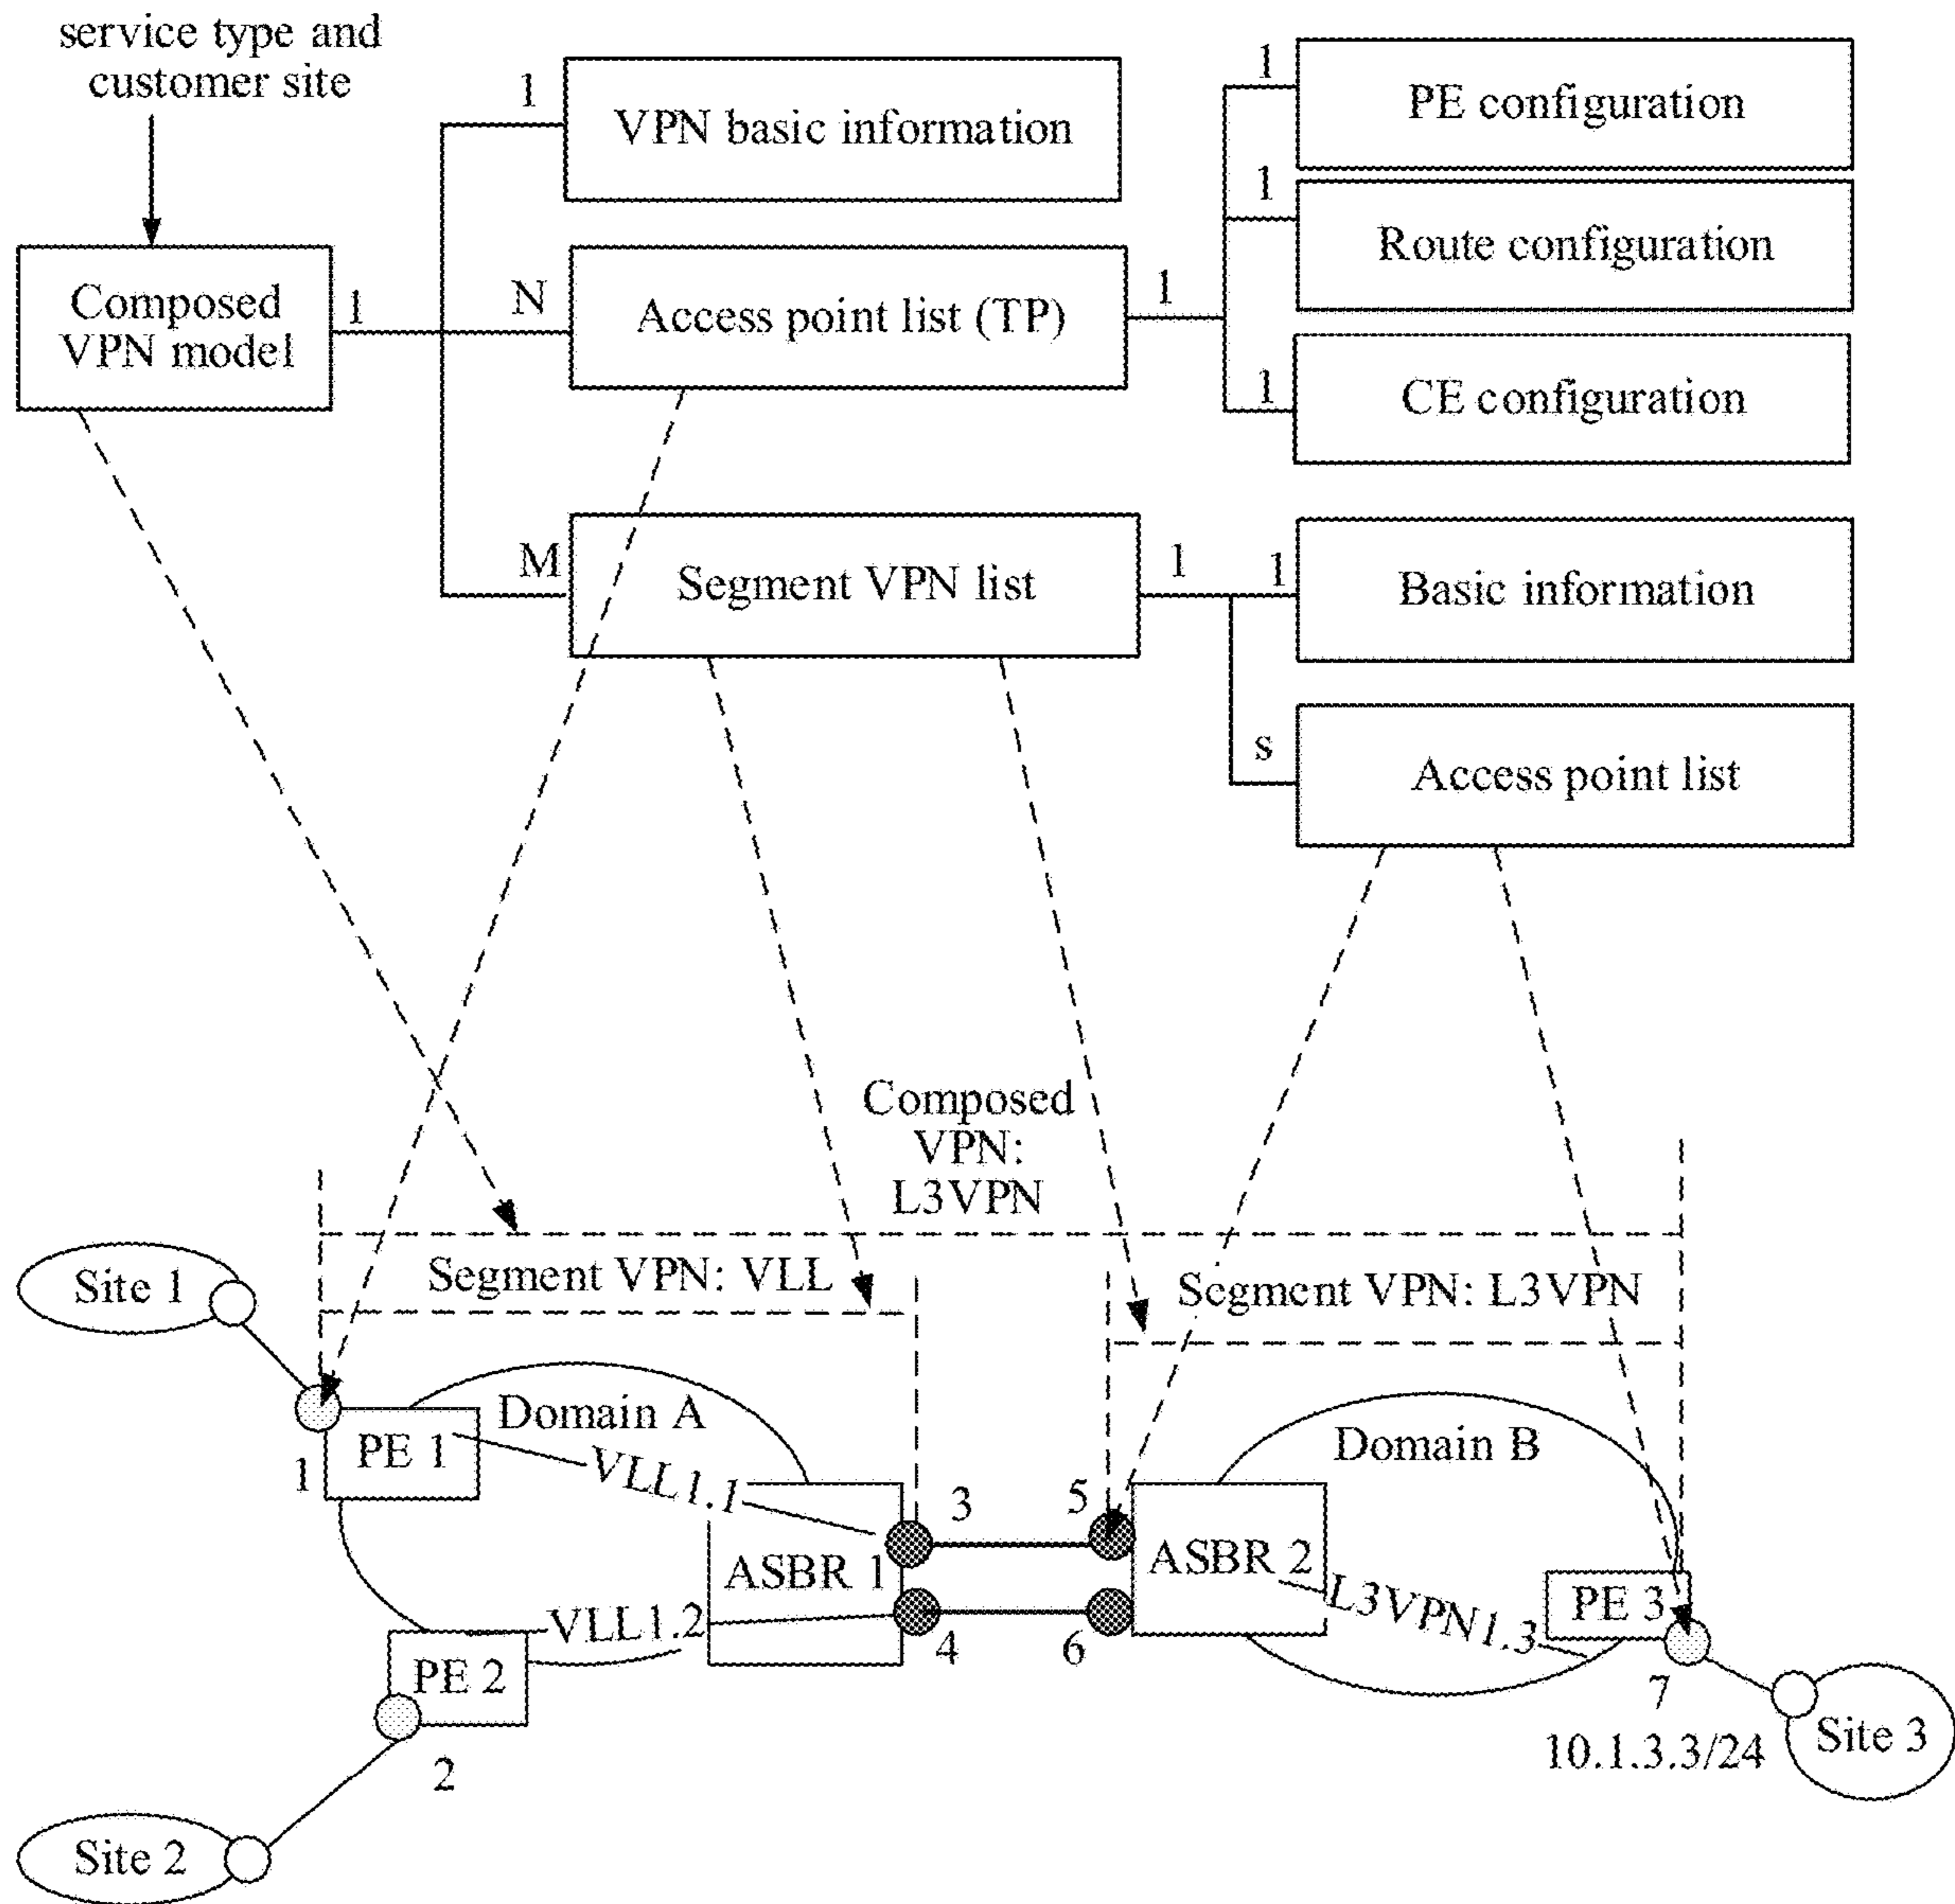 service type and
customer site
1
VPN basic information
1
PE configuration
1
Route configuration
Composed
VPN model
1
N
Access point list (TP)
1
1
CE configuration
M
Segment VPN list
1
1
Basic information
s
Access point list
Composed
VPN:
L3VPN
Segment VPN: VLL
Segment VPN: L3VPN
Site 1
Domain A
Domain B
PE 1
1
VLL1.1
3
5
ASBR 1
ASBR 2
L3VPN1.3
PE 3
VLL1.2
4
6
PE 2
2
7
10.1.3.3/24
Site 3
Site 2